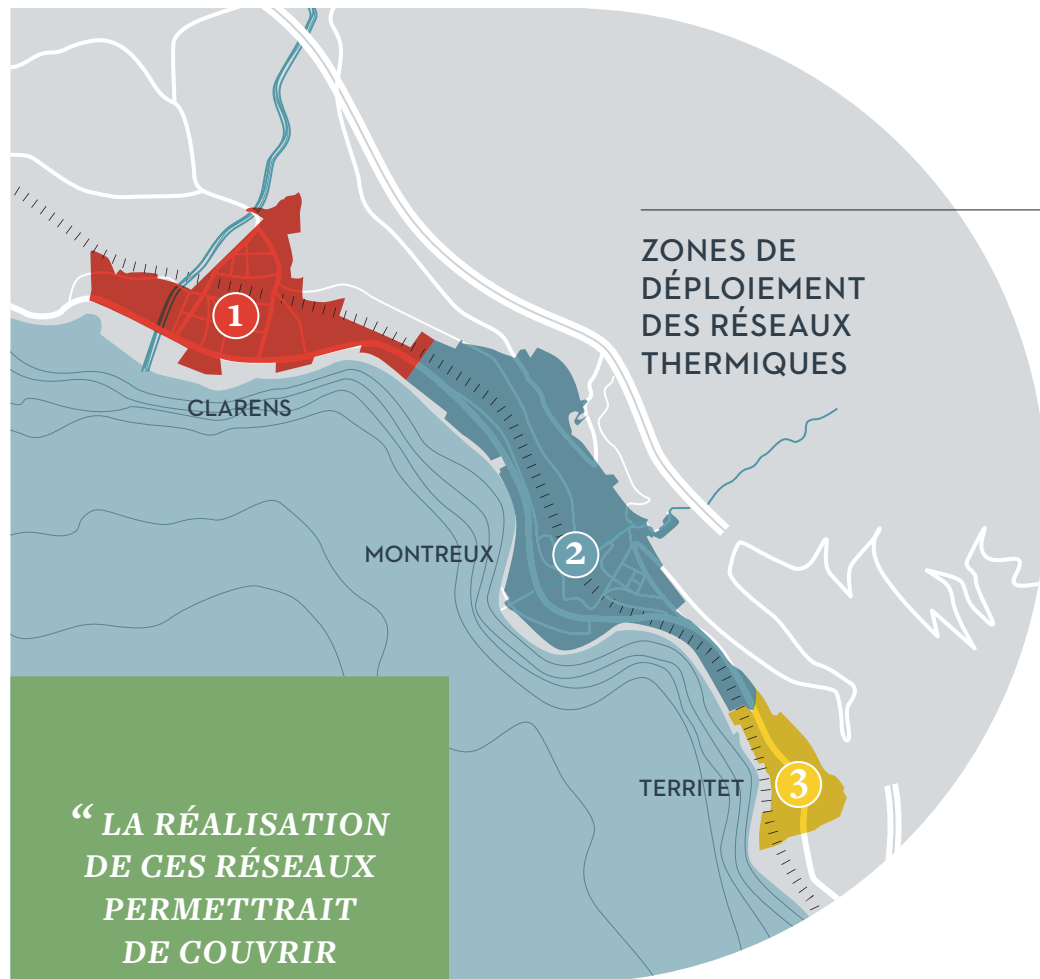 ZONES DE
DÉPLOIEMENT
DES RÉSEAUX
THERMIQUES
1
CLARENS
MONTREUX
2
TERRITET
3
“ LA RÉALISATION
DE CES RÉSEAUX
PERMETTRAIT
DE COUVRIR